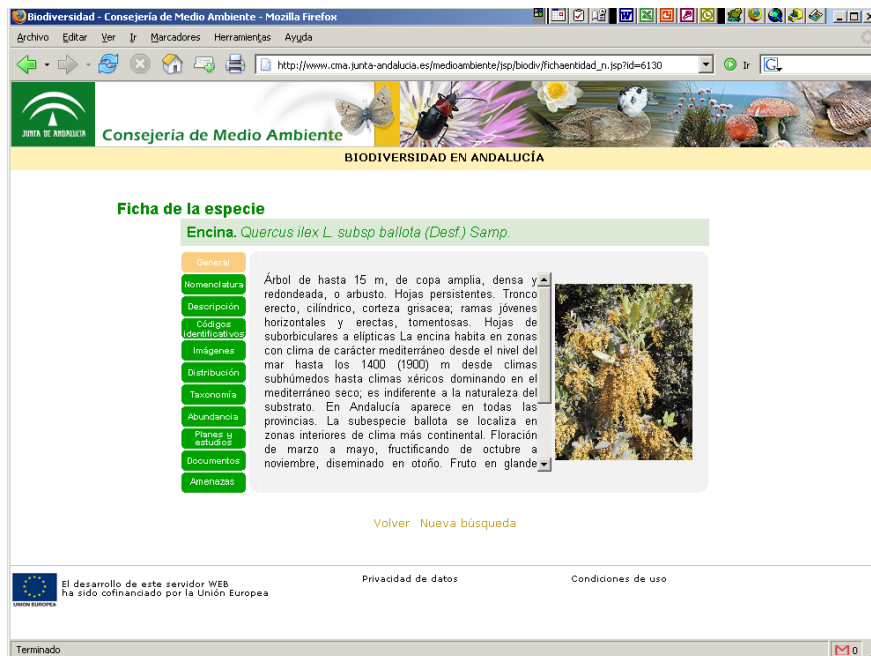 Biodiversidad - Consejería de Medio Ambiente - Mozilla Firefox
Archivo Editar Ver Ir Marcadores Herramientas Ayuda
http://www.cma.junta-andalucia.es/medioambiente/jsp/biodiv/fichaentidad_n.jsp?id=6130
Ir
G
JUNTA DE ANDALUCIA
Consejería de Medio Ambiente
BIODIVERSIDAD EN ANDALUCÍA
Ficha de la especie
Encina. Quercus ilex L. subsp ballota (Desf.) Samp.
General
Nomenclatura
Descripción
Códigos
identificativos
Imágenes
Distribución
Taxonomía
Abundancia
Planes y
estudios
Documentos
Amenazas
Árbol de hasta 15 m, de copa amplia, densa y
redondeada, o arbusto. Hojas persistentes. Tronco
erecto, cilíndrico, corteza grisacea; ramas jóvenes
horizontales y erectas, tomentosas. Hojas de
suborbiculares a elípticas La encina habita en zonas
con clima de carácter mediterráneo desde el nivel del
mar hasta los 1400 (1900) m desde climas
subhúmedos hasta climas xéricos dominando en el
mediterráneo seco; es indiferente a la naturaleza del
substrato. En Andalucía aparece en todas las
provincias. La subespecie ballota se localiza en
zonas interiores de clima más continental. Floración
de marzo a mayo, fructificando de octubre a
noviembre, diseminado en otoño. Fruto en glande
Volver Nueva búsqueda
UNION EUROPEA
El desarrollo de este servidor WEB
ha sido cofinanciado por la Unión Europea
Privacidad de datos
Condiciones de uso
Terminado
0